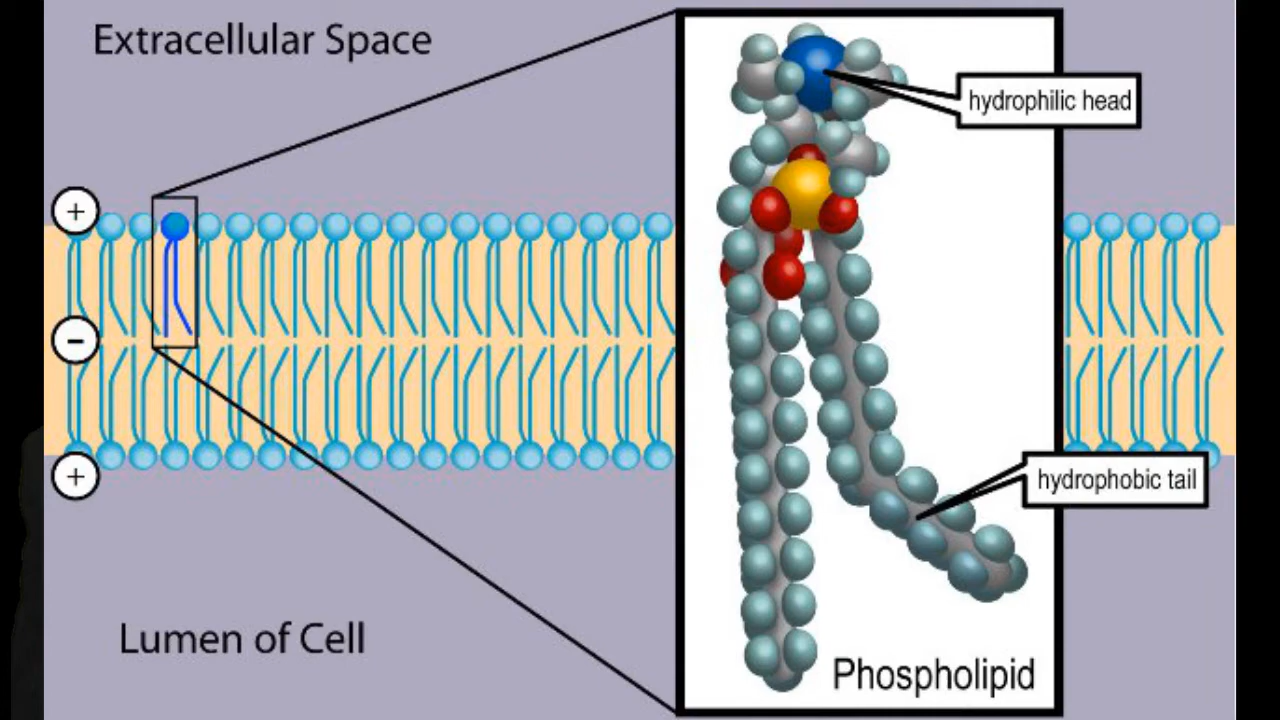 Extracellular Space
hydrophilic head
+
-
+
hydrophobic tail
Lumen of Cell
Phospholipid